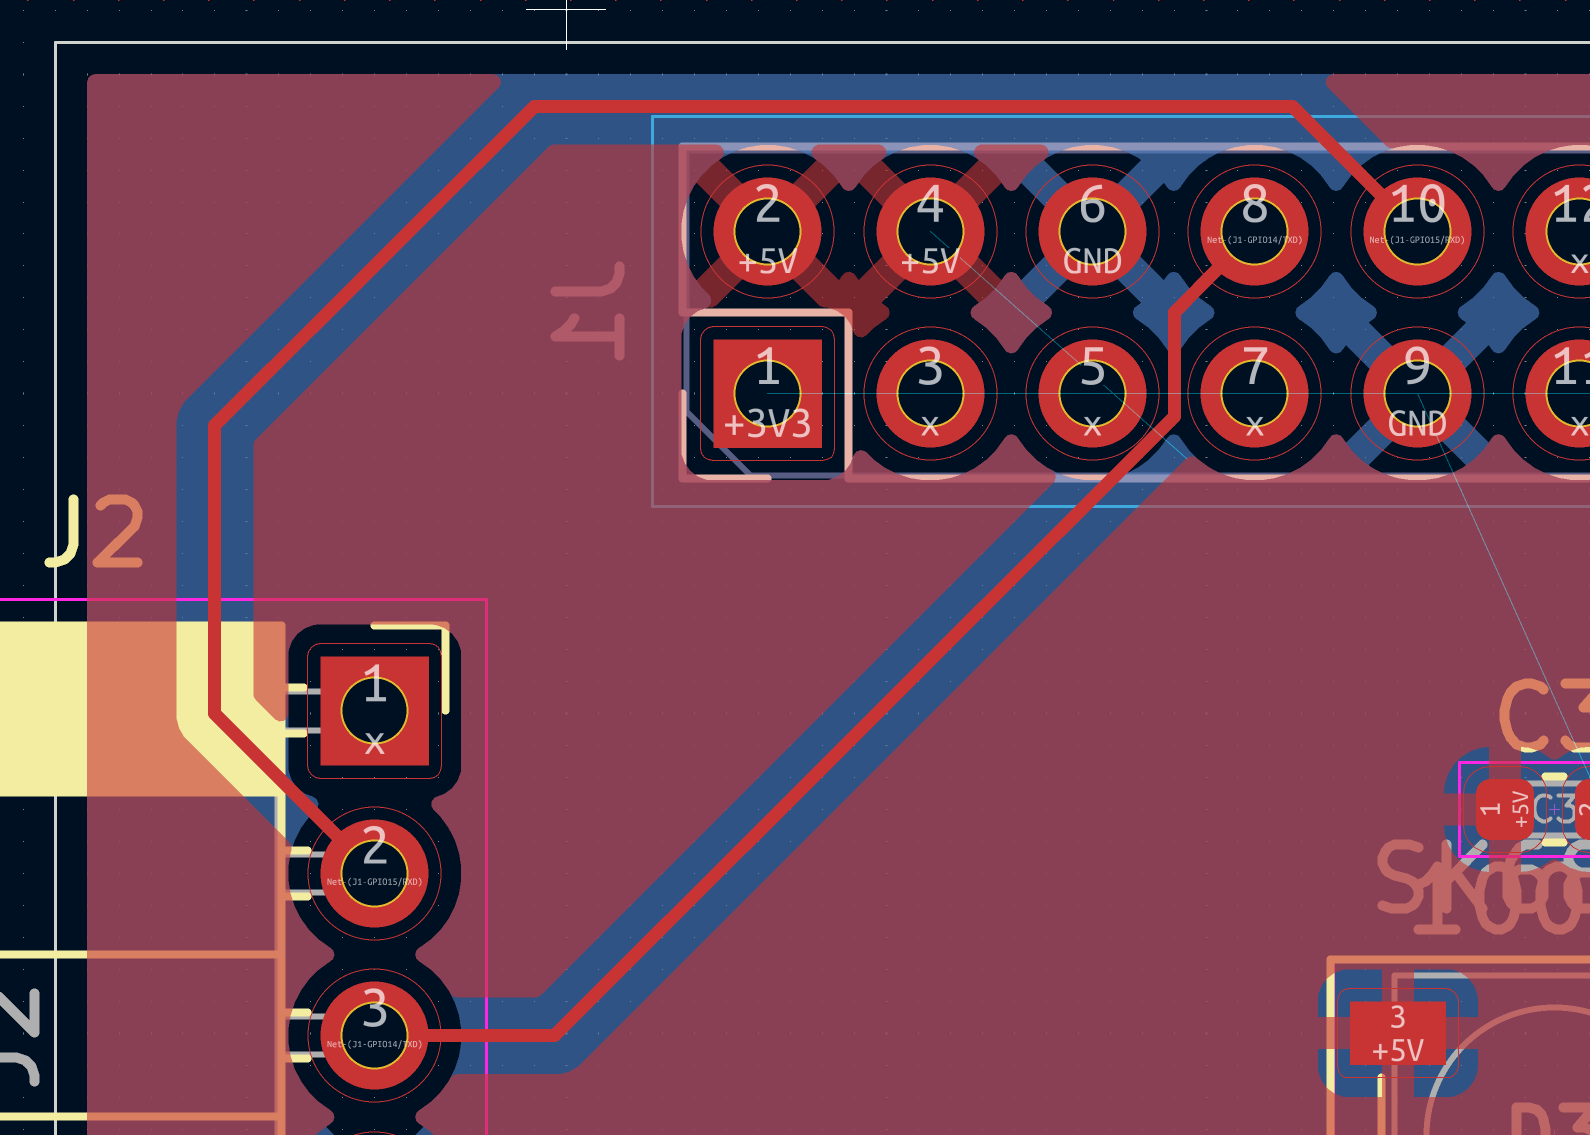 2
+5V
4
+5V
6
GND
8
Net-(J1-GPIO14/TXD)
10
Net-(J1-GPIO15/RXD)
12
x
J1
1
+3V3
3
x
5
x
7
x
9
GND
11
x
J2
1
x
2
Net-(J1-GPIO15/RXD)
3
Net-(J1-GPIO14/TXD)
J2
C3
1
+5V
C3
2
3
+5V
D3